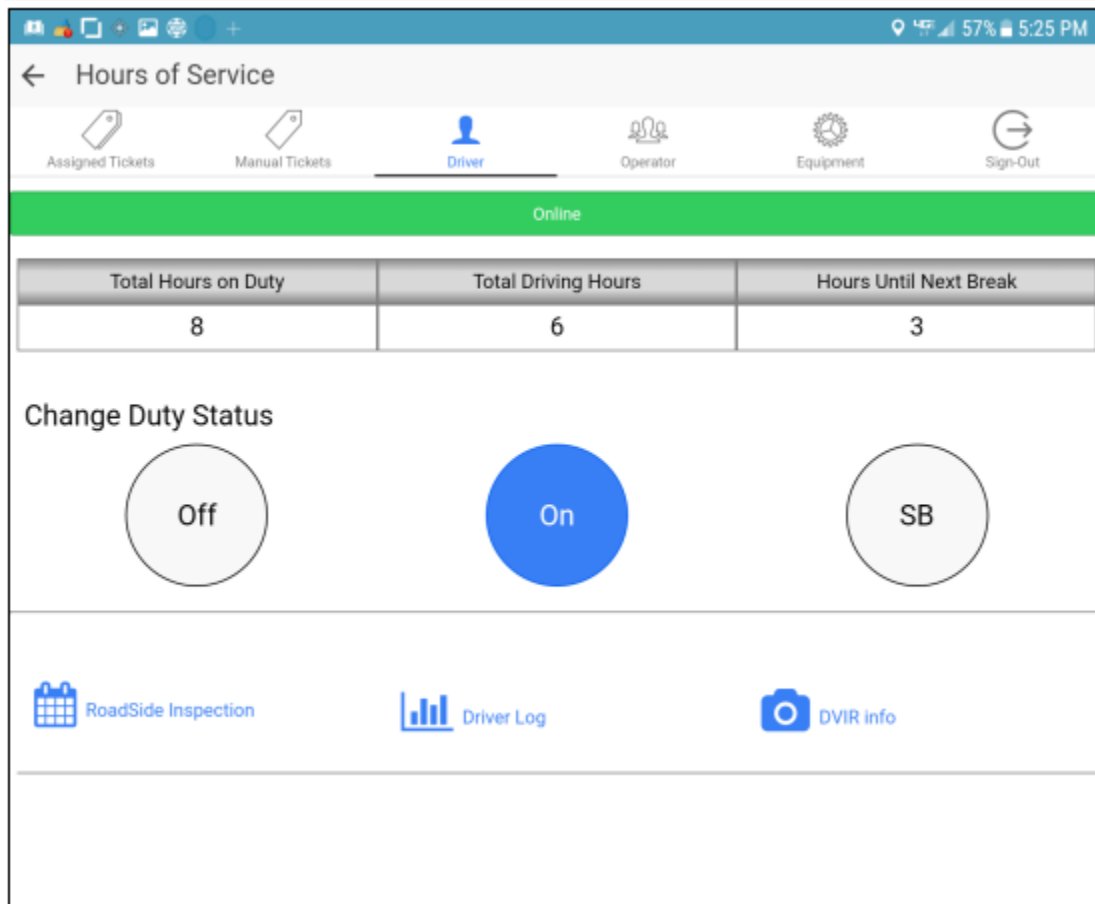 4GE 57% 5:25 PM
Hours of Service
Assigned Tickets Manual Tickets Driver Operator Equipment Sign-Out
Online
Total Hours on Duty Total Driving Hours Hours Until Next Break
8 6 3
Change Duty Status
Off On SB
RoadSide Inspection Driver Log DVIR info